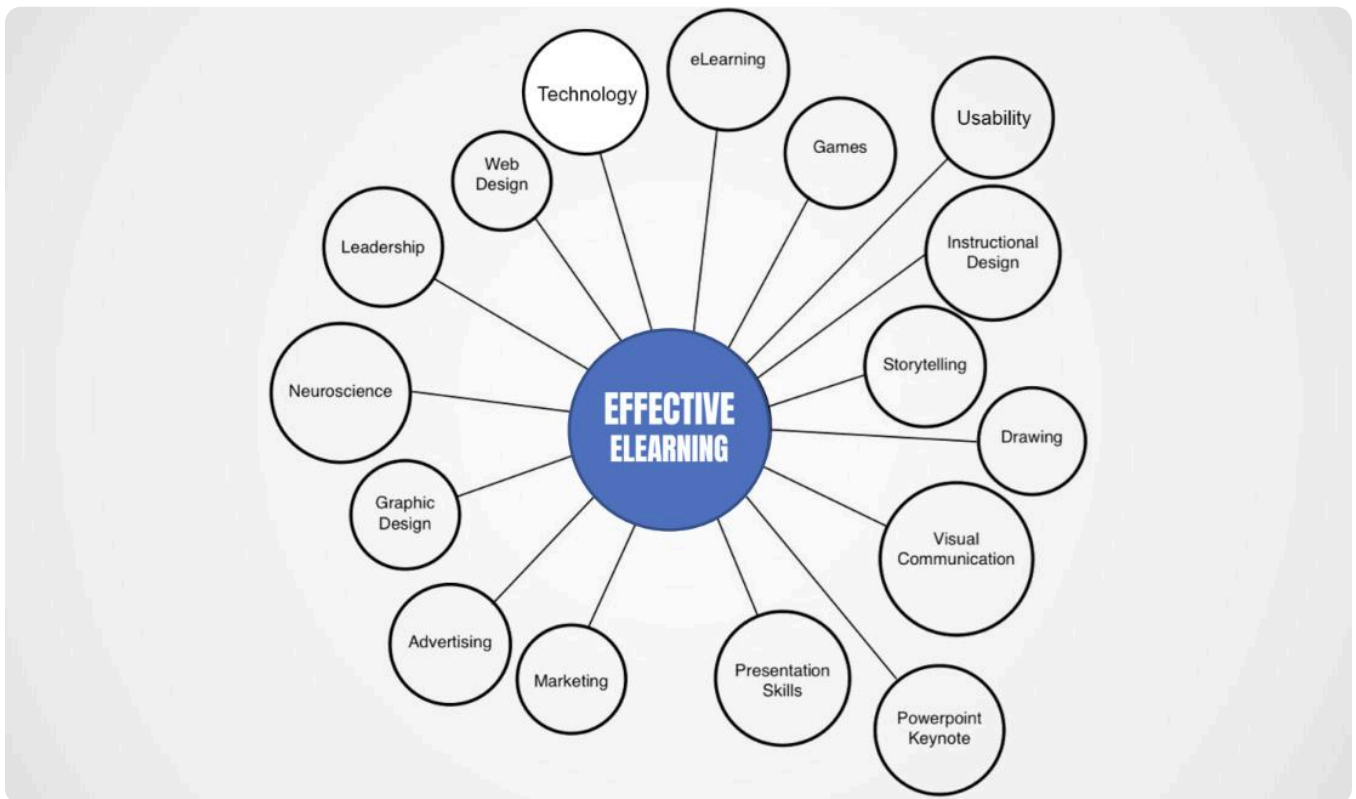 eLearning
Technology
Usability
Games
Web
Design
Instructional
Design
Leadership
Storytelling
Neuroscience
EFFECTIVE
ELEARNING
Drawing
Graphic
Design
Visual
Communication
Advertising
Marketing
Presentation
Skills
Powerpoint
Keynote